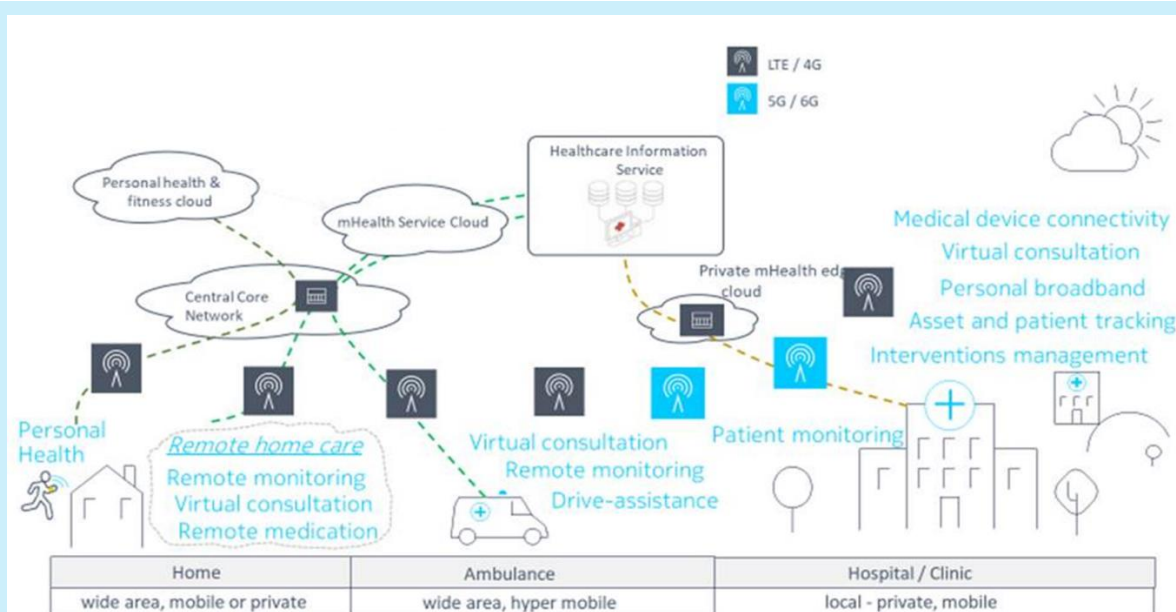 LTE / 4G
5G / 6G
Healthcare Information
Service
Personal health &
fitness cloud
mHealth Service Cloud
Medical device connectivity
Virtual consultation
Personal broadband
Asset and patient tracking
Interventions management
Private mHealth edge
cloud
Central Core
Network
Personal
Health
Remote home care
Remote monitoring
Virtual consultation
Remote medication
Virtual consultation
Remote monitoring
Drive-assistance
Patient monitoring
Home
Ambulance
Hospital / Clinic
wide area, mobile or private
wide area, hyper mobile
local - private, mobile